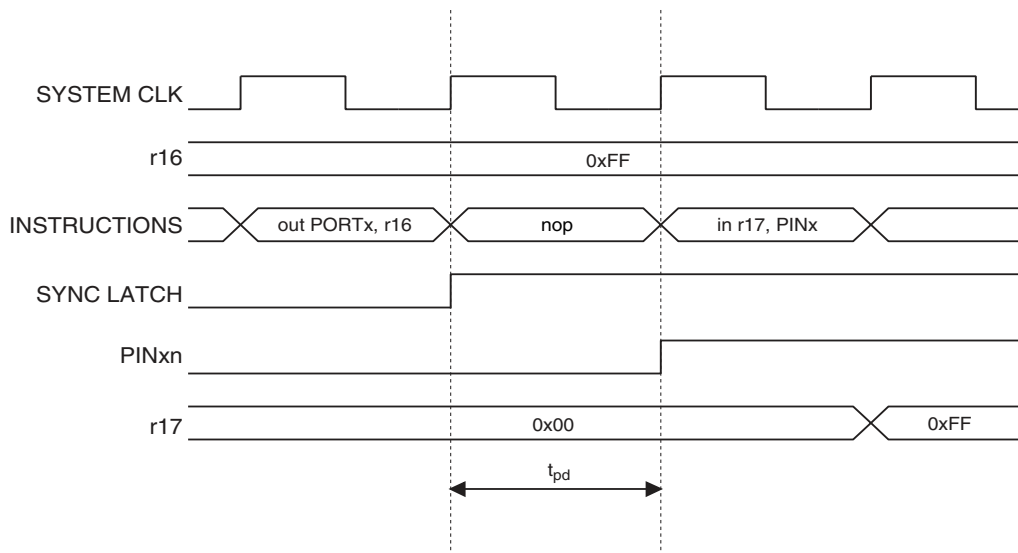 SYSTEM CLK
r16
0xFF
INSTRUCTIONS
out PORTx, r16
nop
in r17, PINx
SYNC LATCH
PINxn
r17
0x00
0xFF
tpd